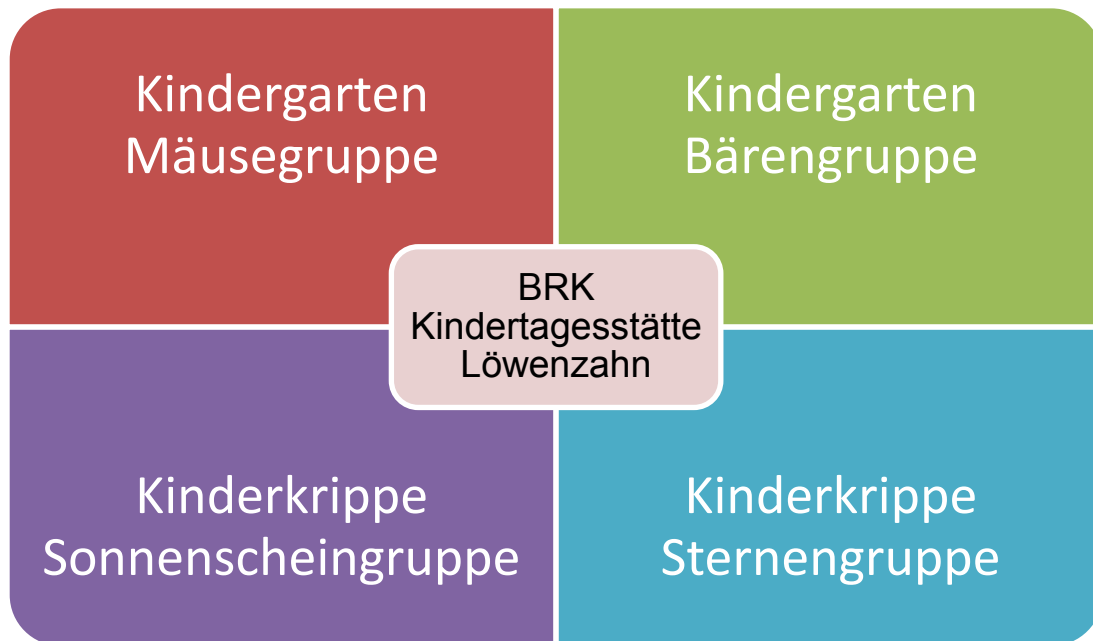 Kindergarten
Mäusegruppe
Kindergarten
Bärengruppe
BRK
Kindertagesstätte
Löwenzahn
Kinderkrippe
Sonnenscheingruppe
Kinderkrippe
Sternengruppe